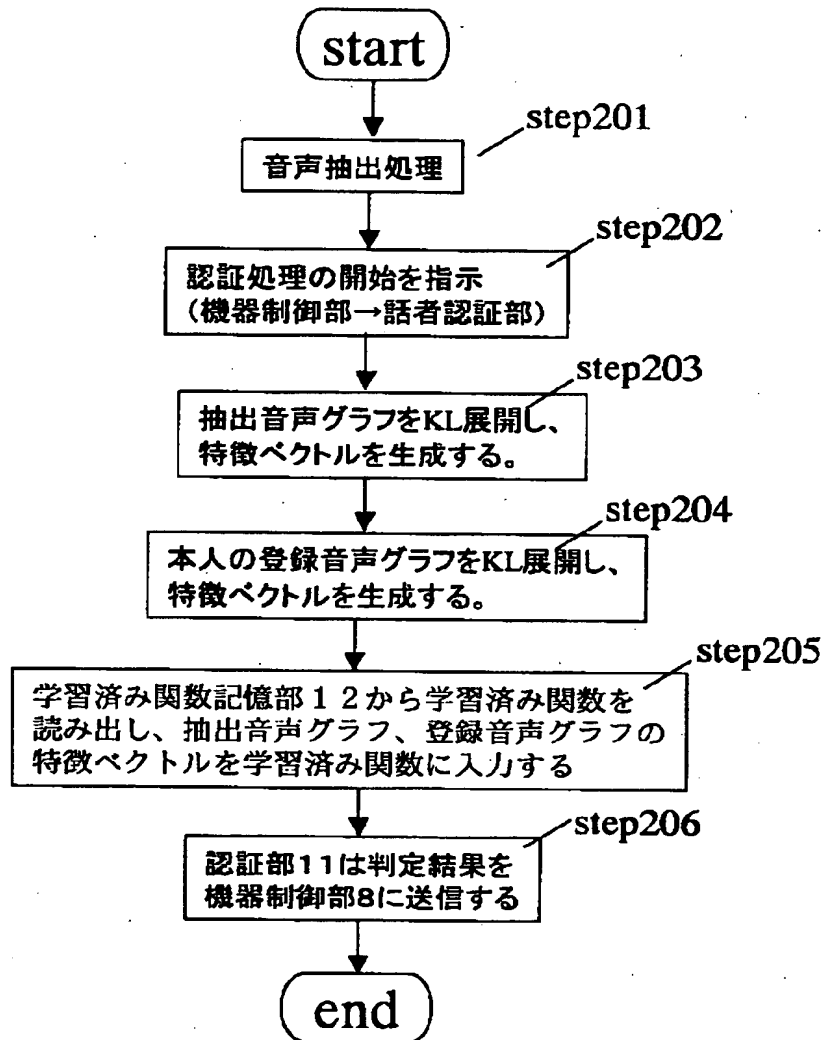 start
step201
音声抽出処理
step202
認証処理の開始を指示
(機器制御部→話者認証部)
step203
抽出音声グラフをKL展開し、
特徴ベクトルを生成する。
step204
本人の登録音声グラフをKL展開し、
特徴ベクトルを生成する。
step205
学習済み関数記憶部12から学習済み関数を
読み出し、抽出音声グラフ、登録音声グラフの
特徴ベクトルを学習済み関数に入力する
step206
認証部11は判定結果を
機器制御部8に送信する
end